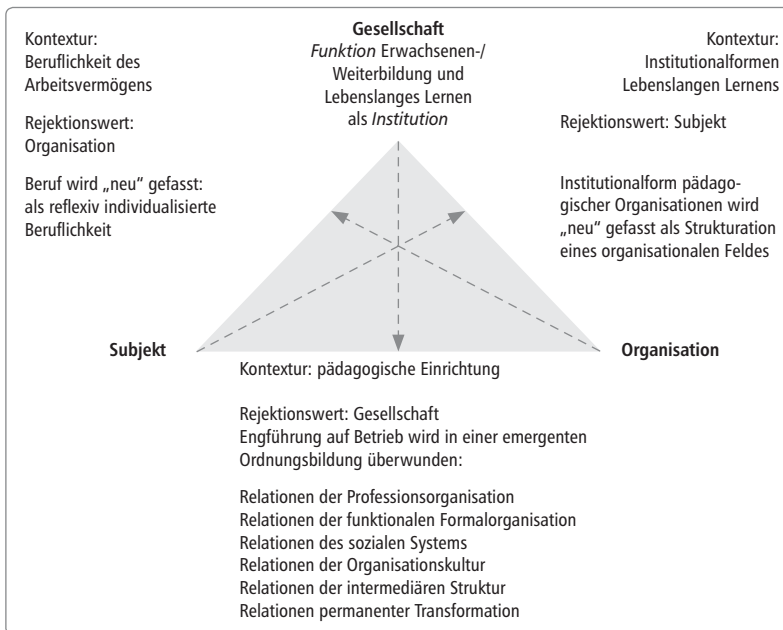 Kontextur:
Beruflichkeit des
Arbeitsvermögens
Rejektionswert:
Organisation
Beruf wird „neu“ gefasst:
als reflexiv individualisierte
Beruflichkeit
Gesellschaft
Funktion Erwachsenen-/
Weiterbildung und
Lebenslanges Lernen
als Institution
Kontextur:
Institutionalformen
Lebenslangen Lernens
Rejektionswert: Subjekt
Institutionalform pädago-
gischer Organisationen wird
„neu“ gefasst als Strukturation
eines organisationalen Feldes
Subjekt
Organisation
Kontextur: pädagogische Einrichtung
Rejektionswert: Gesellschaft
Engführung auf Betrieb wird in einer emergenten
Ordnungsbildung überwunden:
Relationen der Professionsorganisation
Relationen der funktionalen Formalorganisation
Relationen des sozialen Systems
Relationen der Organisationskultur
Relationen der intermediären Struktur
Relationen permanenter Transformation